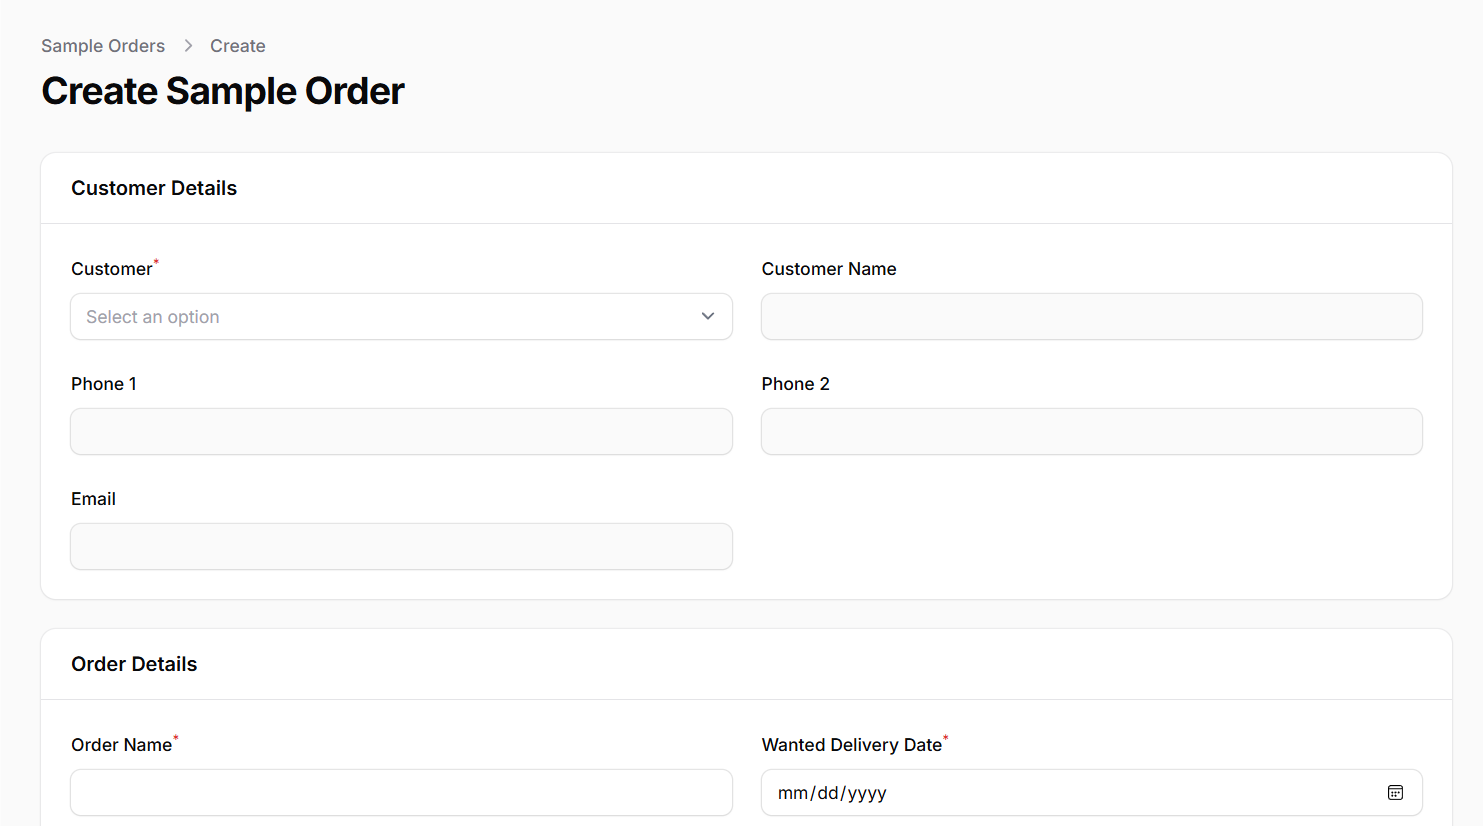 Sample Orders > Create
Create Sample Order
Customer Details
Customer*
Customer Name
Select an option
Phone 1
Phone 2
Email
Order Details
Order Name*
Wanted Delivery Date*
mm/dd/yyyy